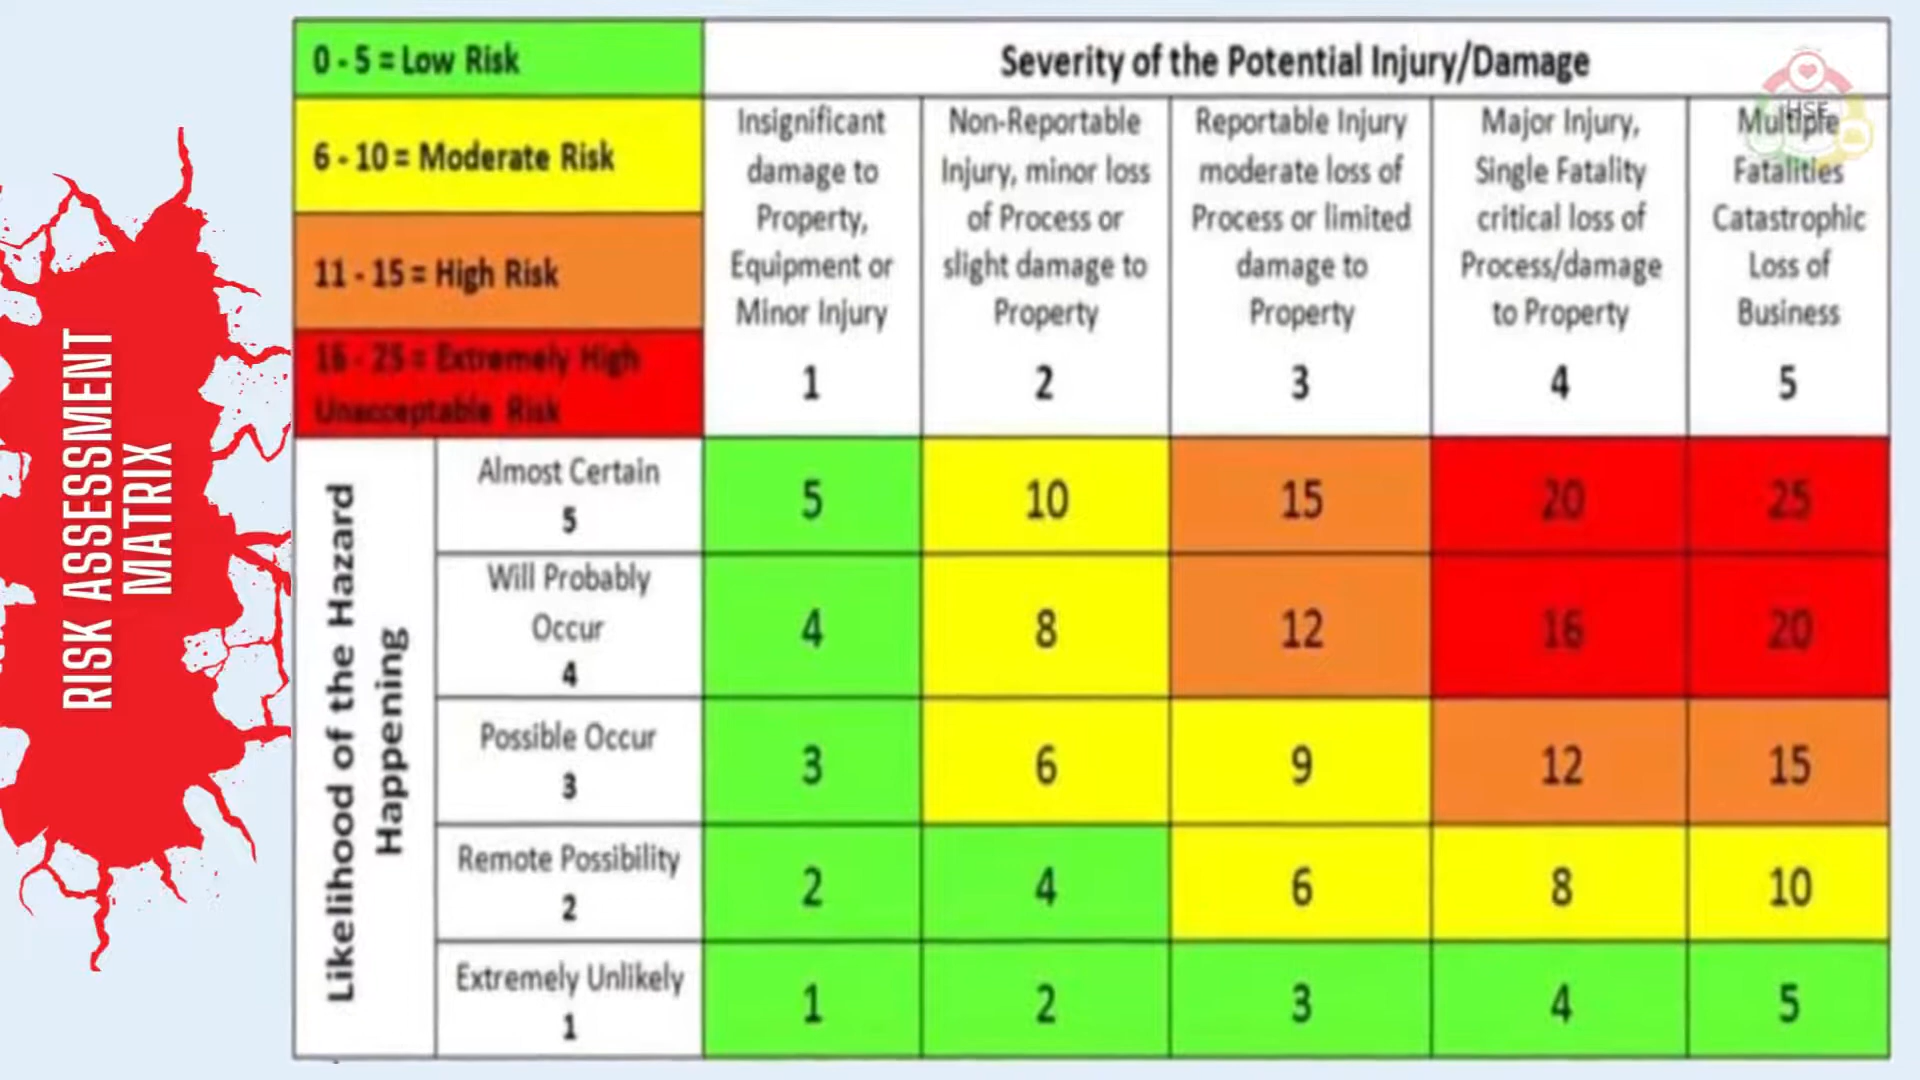 RISK ASSESSMENT
MATRIX
0 - 5 = Low Risk
6 - 10 = Moderate Risk
11 - 15 = High Risk
16 - 25 = Extremely High
Unacceptable Risk
Severity of the Potential Injury/Damage
HSE
Insignificant
damage to
Property,
Equipment or
Minor Injury
1
Non-Reportable
Injury, minor loss
of Process or
slight damage to
Property
2
Reportable Injury
moderate loss of
Process or limited
damage to
Property
3
Major Injury,
Single Fatality
critical loss of
Process/damage
to Property
4
Multiple
Fatalities
Catastrophic
Loss of
Business
5
Likelihood of the Hazard
Happening
Almost Certain
5
5 10 15 20 25
Will Probably
Occur
4
4 8 12 16 20
Possible Occur
3
3 6 9 12 15
Remote Possibility
2
2 4 6 8 10
Extremely Unlikely
1
1 2 3 4 5